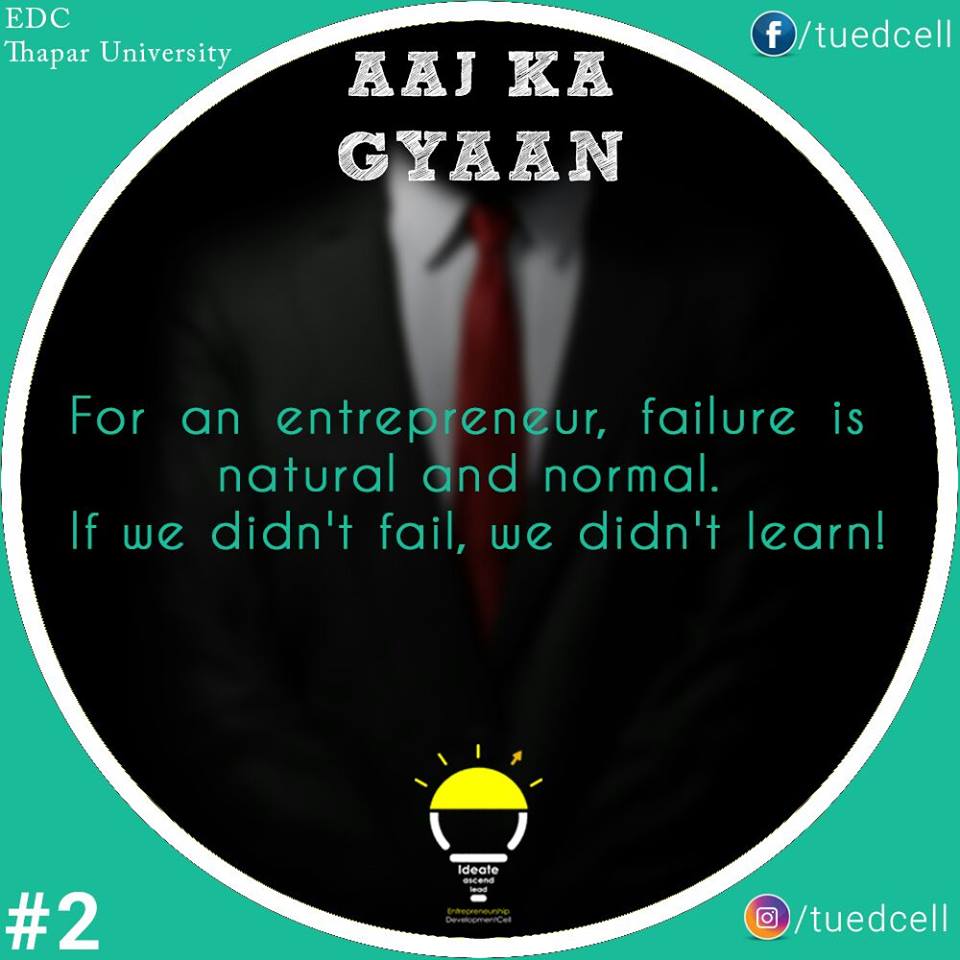 EDC
Thapar University
/tuedcell
AAJ KA
GYAAN
For an entrepreneur, failure is
natural and normal.
If we didn't fail, we didn't learn!
Ideate
ascend
lead
Entrepreneurship
DevelopmentCell
#2
/tuedcell